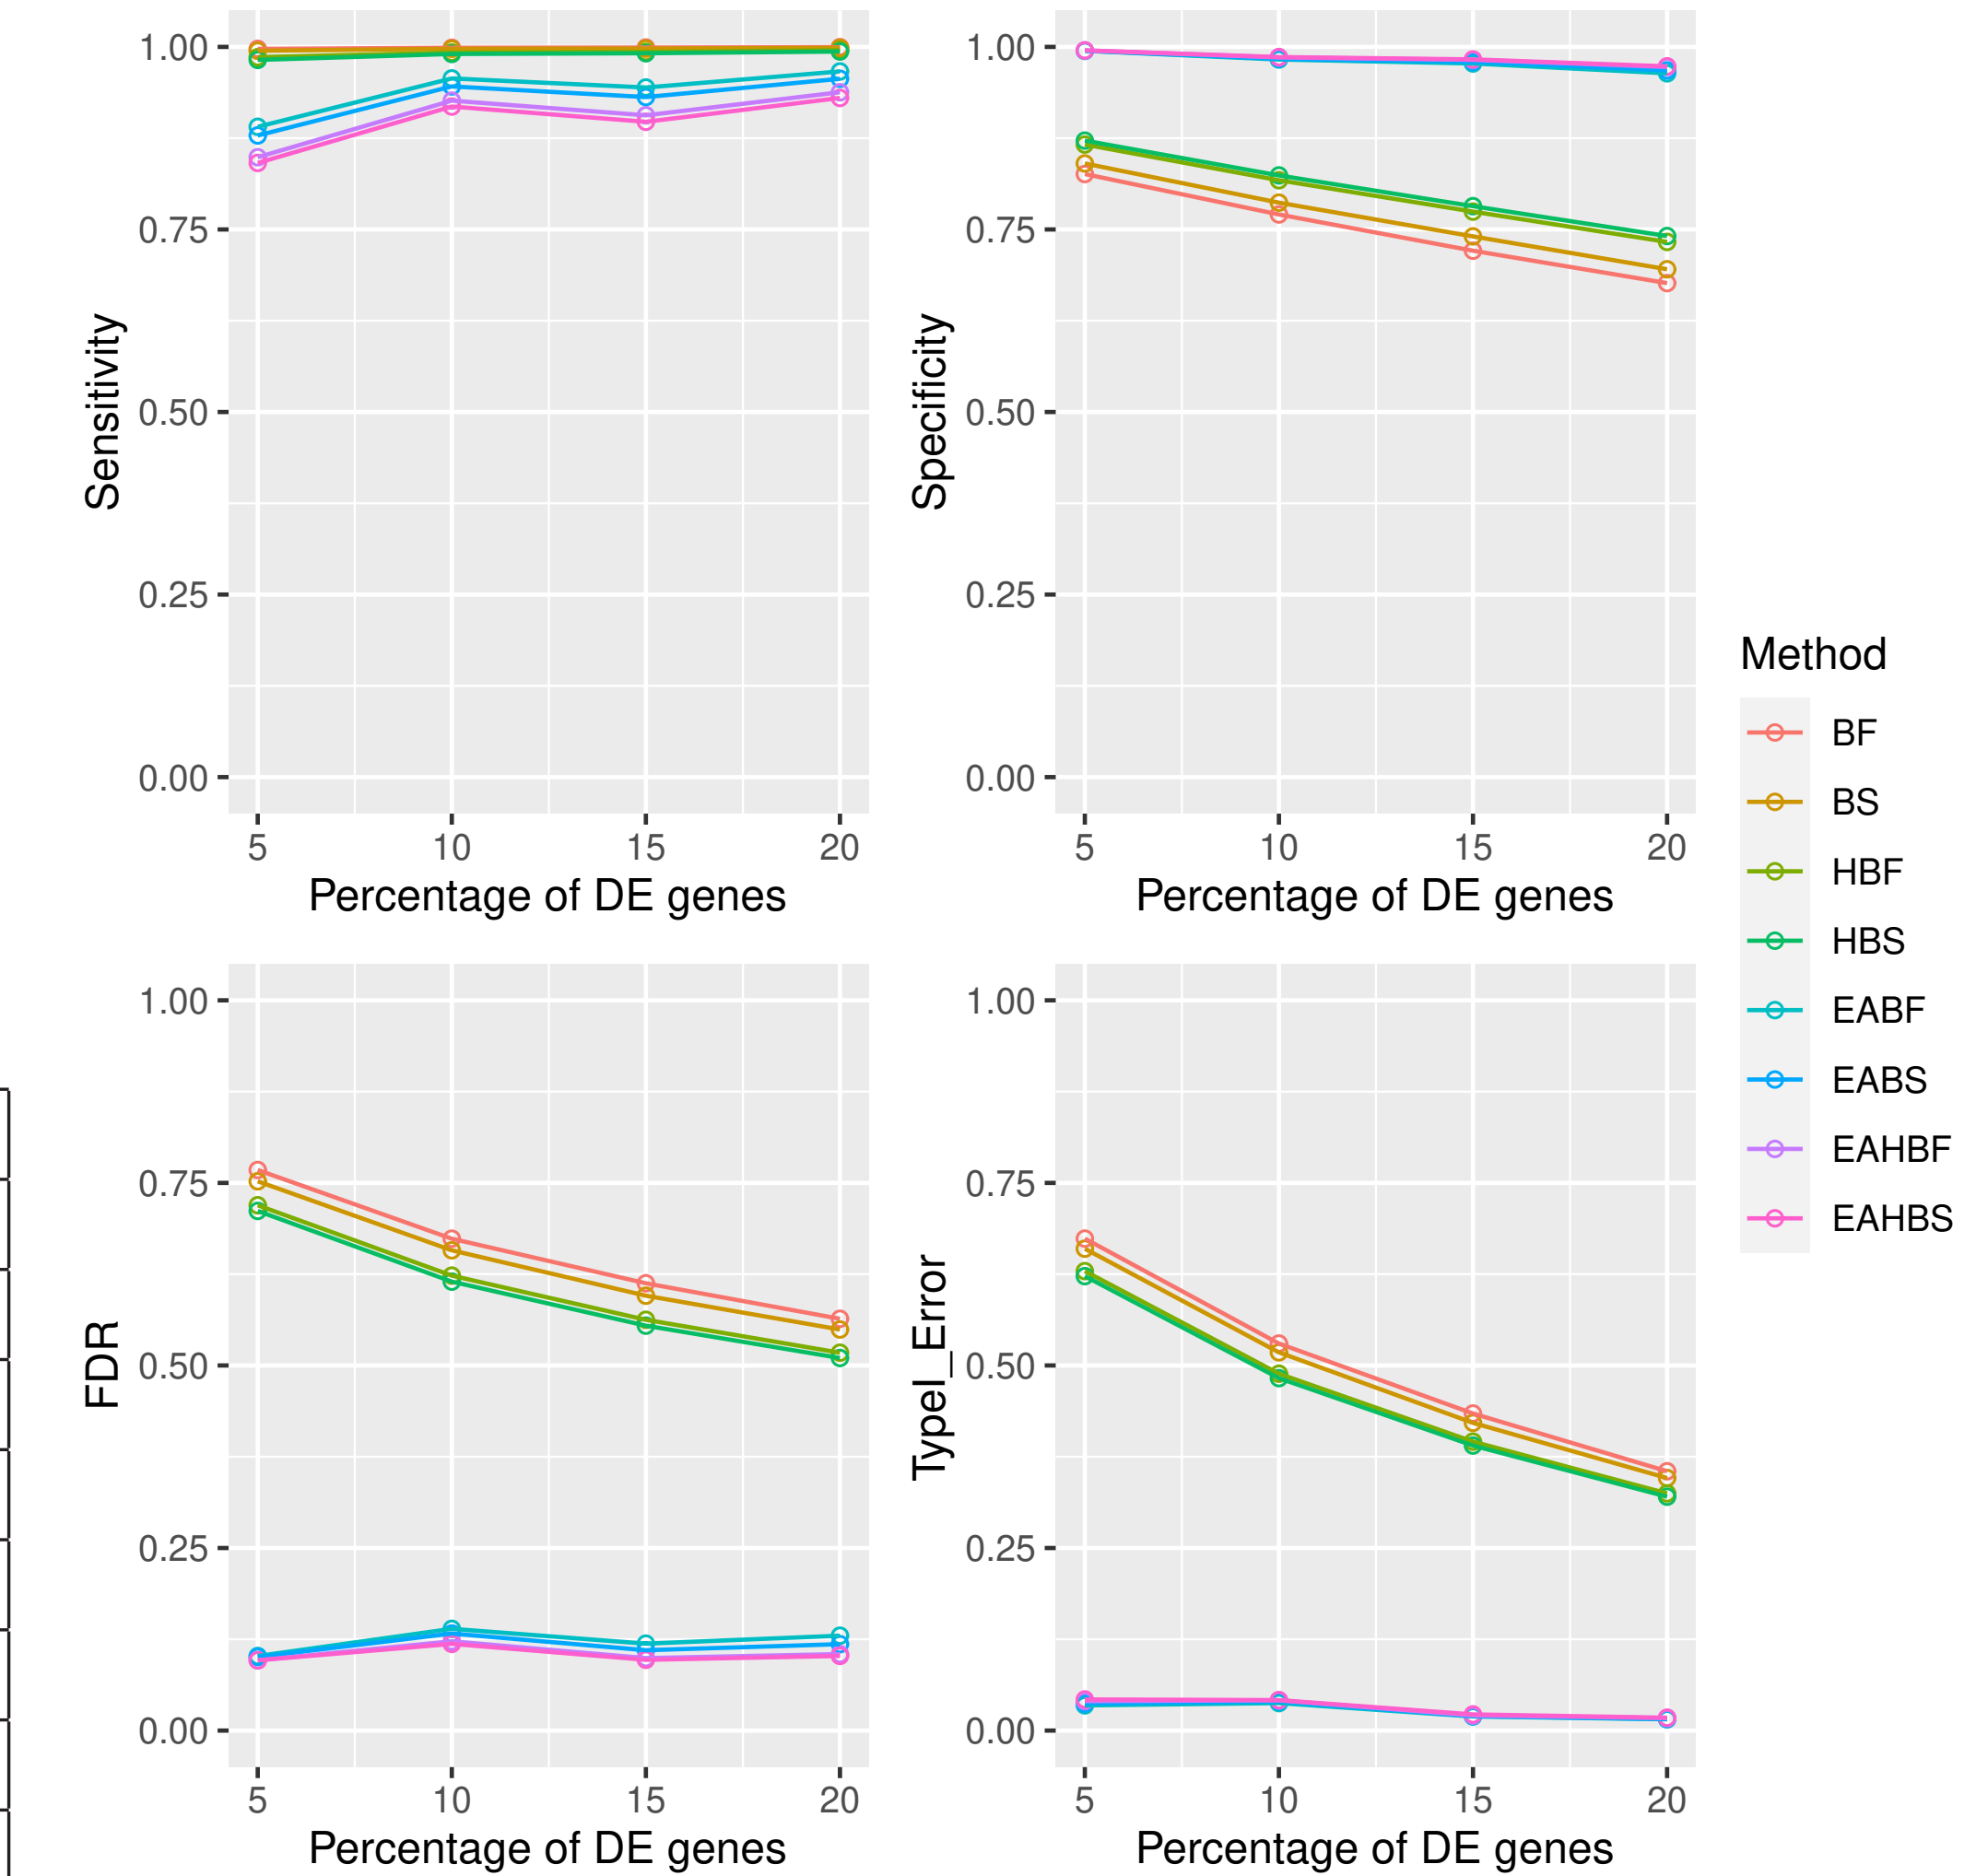 1.00
0.75
0.50
0.25
0.00
Sensitivity
5 10 15 20
Percentage of DE genes
1.00
0.75
0.50
0.25
0.00
Specificity
5 10 15 20
Percentage of DE genes
1.00
0.75
0.50
0.25
0.00
FDR
5 10 15 20
Percentage of DE genes
1.00
0.75
0.50
0.25
0.00
TypeI_Error
5 10 15 20
Percentage of DE genes
Method
BF
BS
HBF
HBS
EABF
EABS
EAHBF
EAHBS